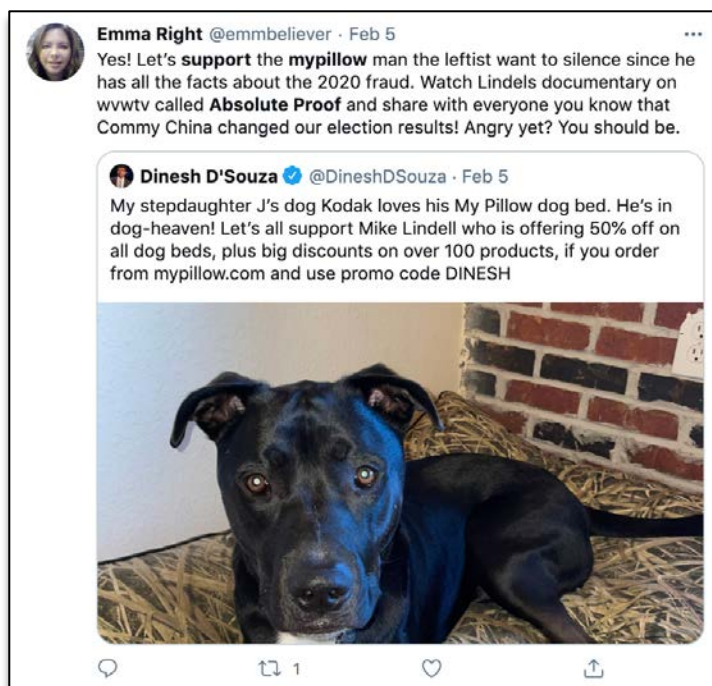 Emma Right @emmbeliever · Feb 5
Yes! Let's support the mypillow man the leftist want to silence since he
has all the facts about the 2020 fraud. Watch Lindels documentary on
wvwtv called Absolute Proof and share with everyone you know that
Commy China changed our election results! Angry yet? You should be.
Dinesh D'Souza @DineshDSouza · Feb 5
My stepdaughter J's dog Kodak loves his My Pillow dog bed. He's in
dog-heaven! Let's all support Mike Lindell who is offering 50% off on
all dog beds, plus big discounts on over 100 products, if you order
from mypillow.com and use promo code DINESH
1